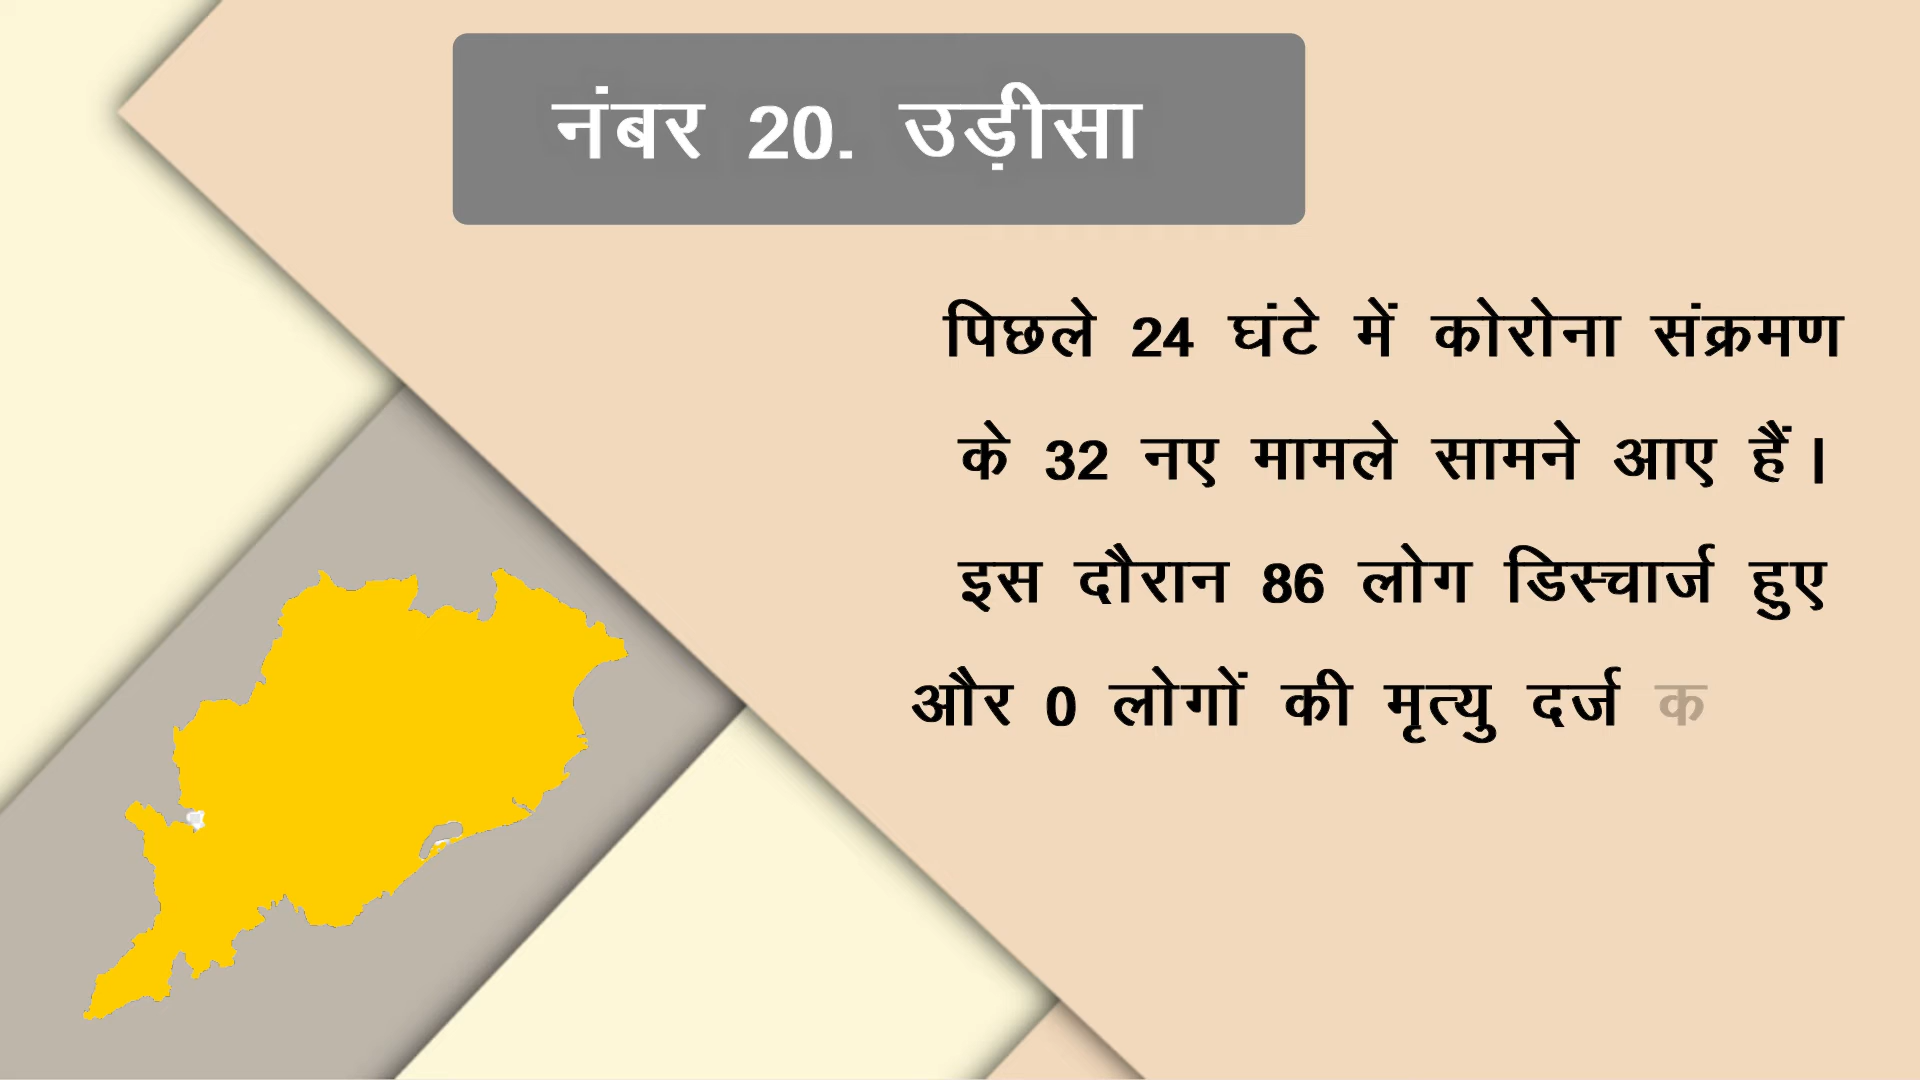 नंबर 20. उड़ीसा
पिछले 24 घंटे में कोरोना संक्रमण
के 32 नए मामले सामने आए हैं।
इस दौरान 86 लोग डिस्चार्ज हुए
और 0 लोगों की मृत्यु दर्ज क